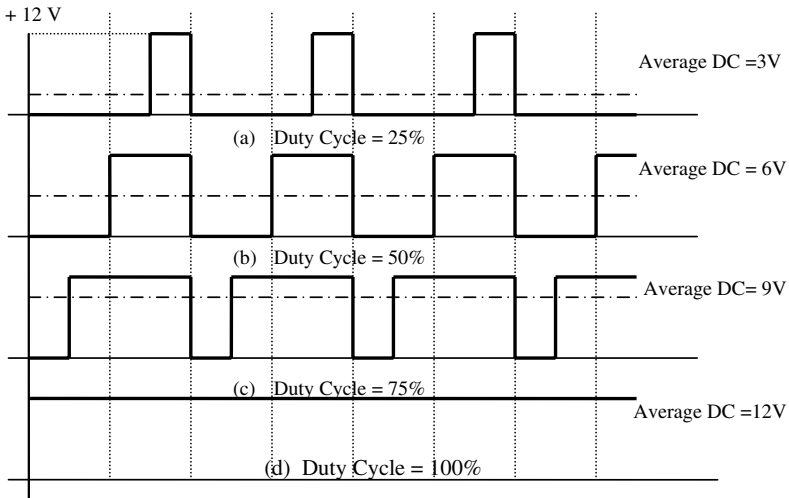 + 12 V
Average DC =3V
(a) Duty Cycle = 25%
Average DC =6V
(b) Duty Cycle = 50%
Average DC= 9V
(c) Duty Cycle = 75%
Average DC =12V
(d) Duty Cycle = 100%